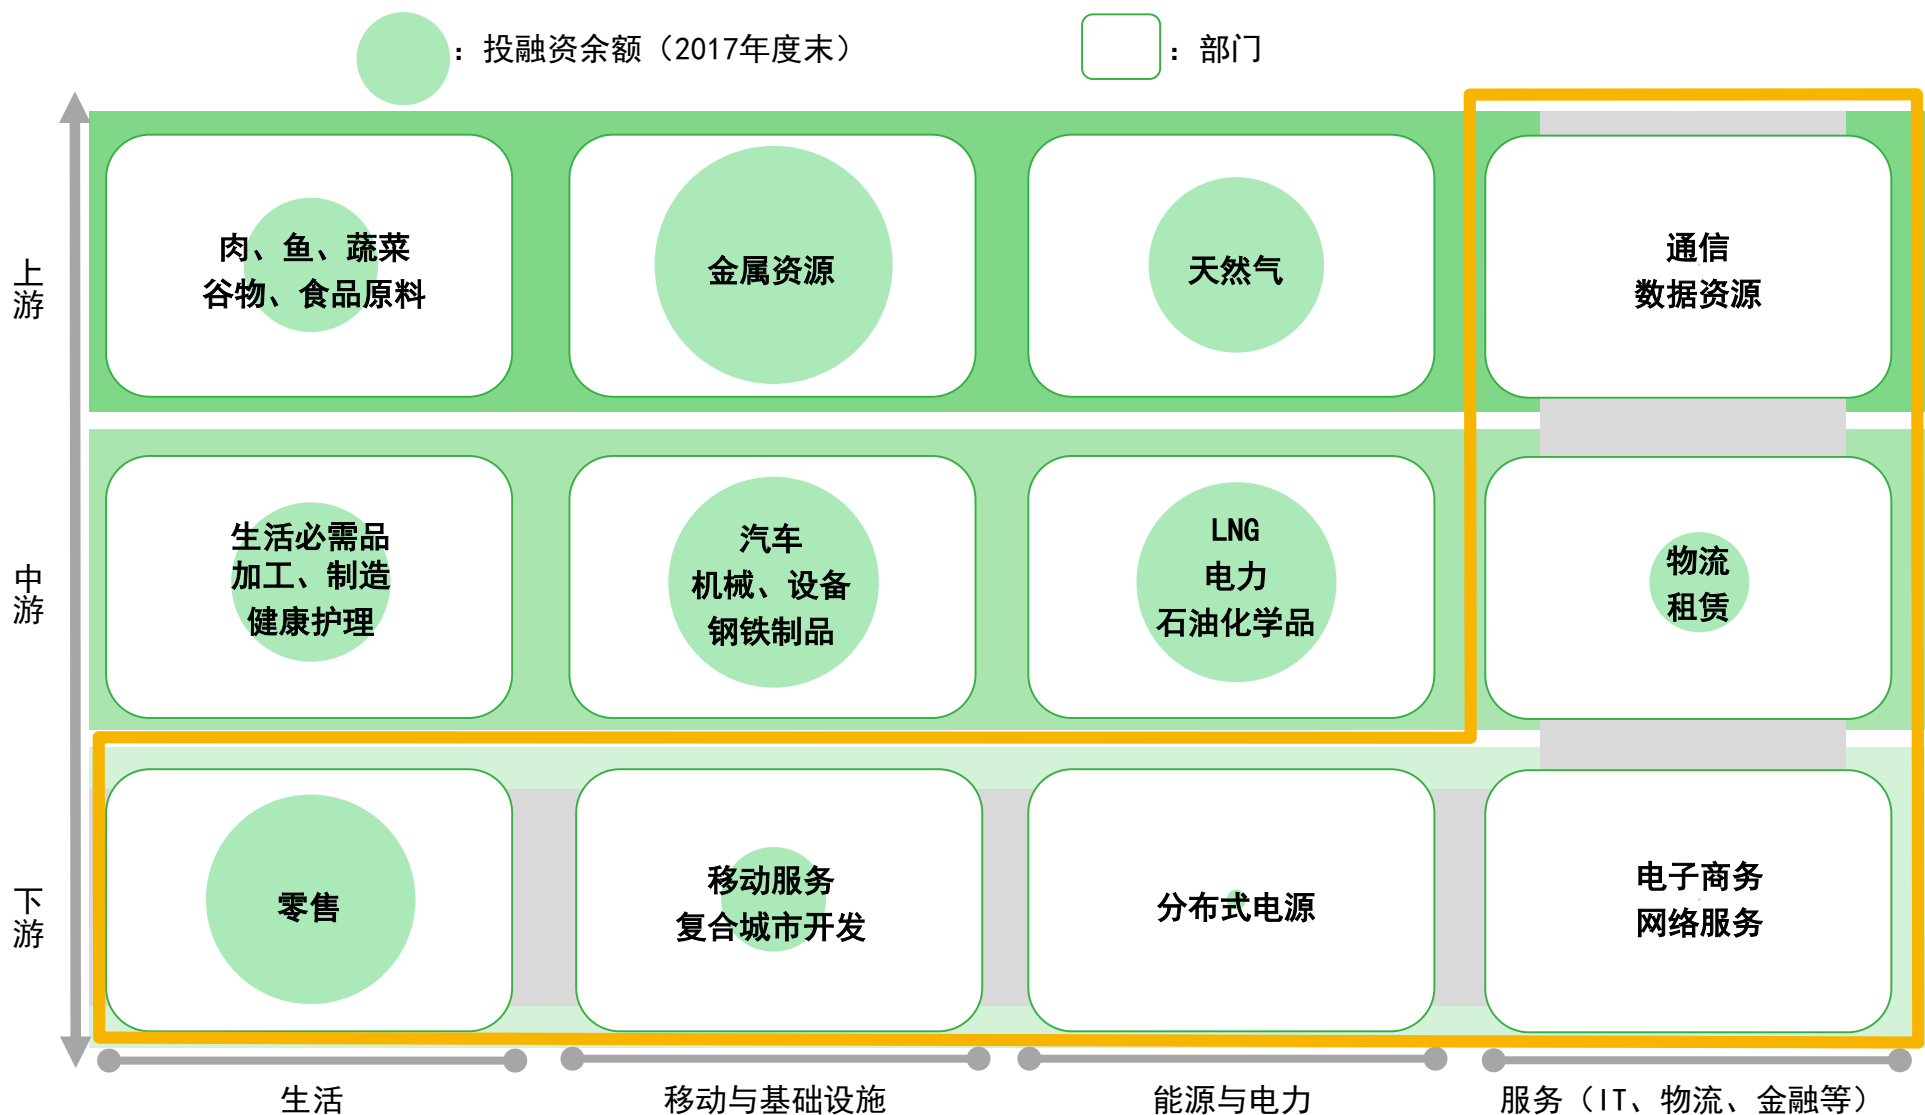 ：投融资余额（2017年度末）
：部门
上游
肉、鱼、蔬菜
谷物、食品原料
金属资源
天然气
通信
数据资源
中游
生活必需品
加工、制造
健康护理
汽车
机械、设备
钢铁制品
LNG
电力
石油化学品
物流
租赁
下游
零售
移动服务
复合城市开发
分布式电源
电子商务
网络服务
生活
移动与基础设施
能源与电力
服务（IT、物流、金融等）